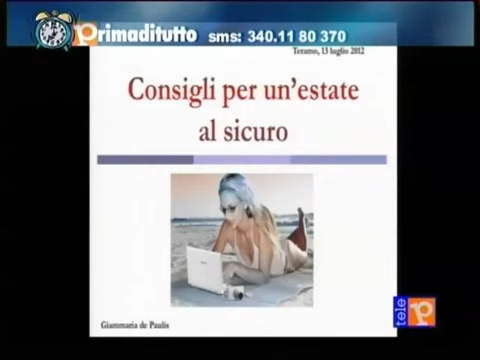 Primaditutto sms: 340.11 80 370
Teramo, 13 luglio 2012
Consigli per un'estate
al sicuro
Giammaria de Paulis
tele p